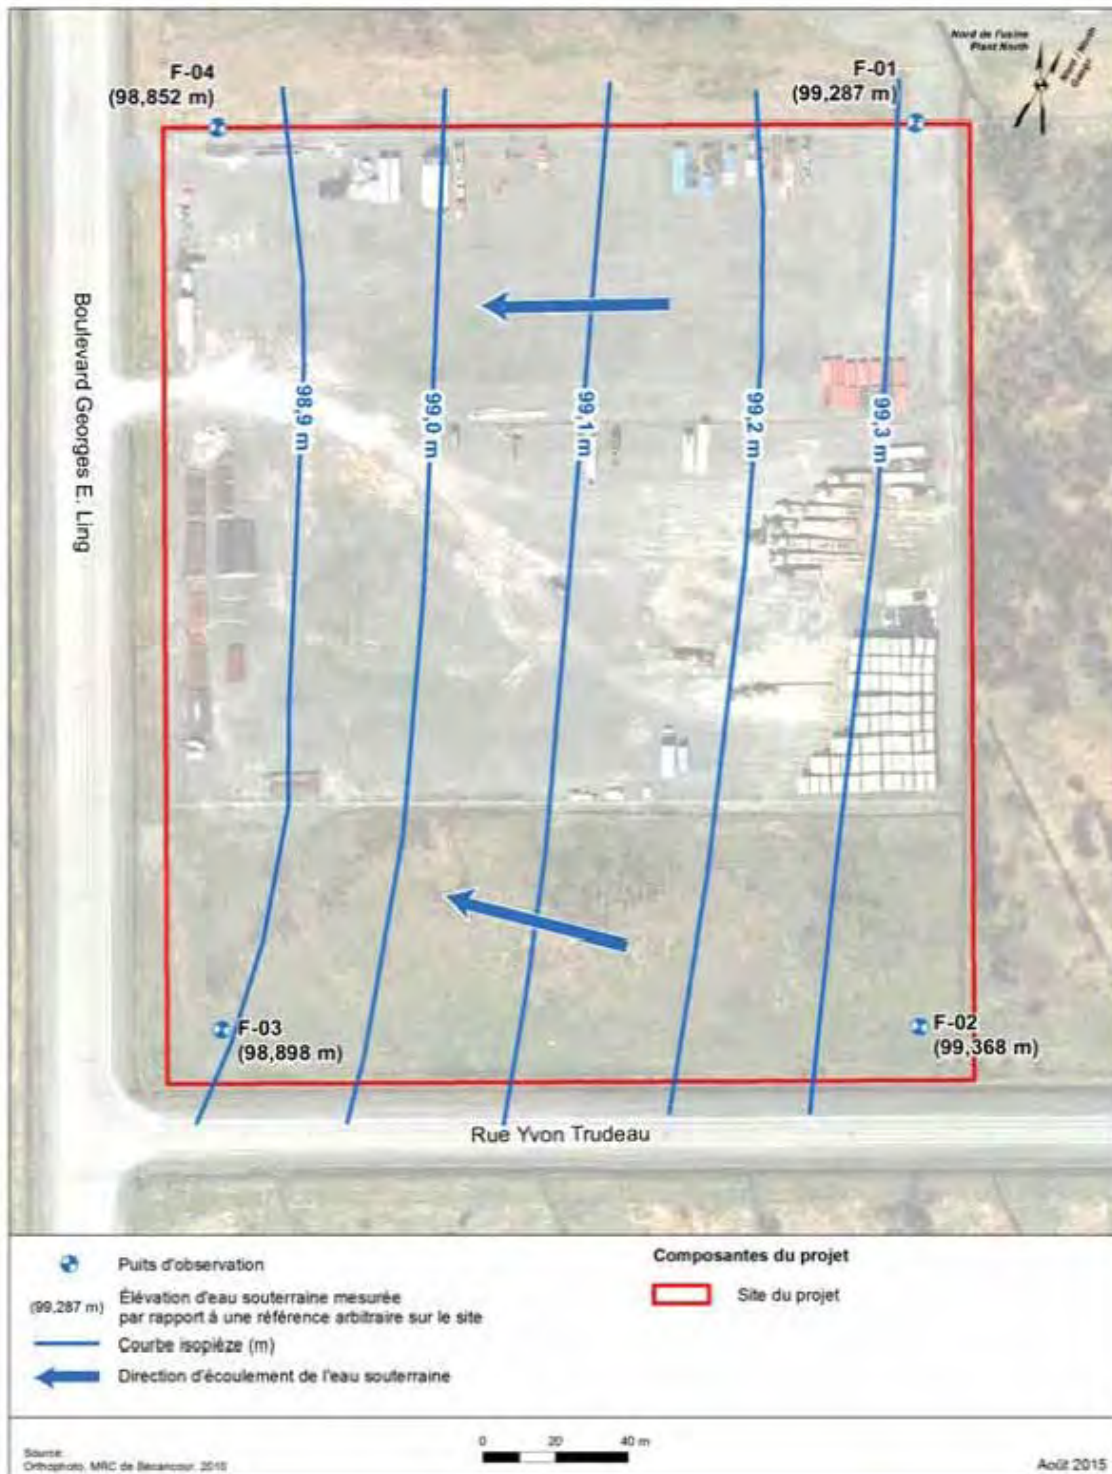 Nord de l'usine
Plant North
F-04
(98,852 m)
F-01
(99,287 m)
Boulevard Georges E. Ling
98,9 m
99,0 m
99,1 m
99,2 m
99,3 m
F-03
(98,898 m)
F-02
(99,368 m)
Rue Yvon Trudeau
Puits d'observation
(99,287 m)
Élévation d'eau souterraine mesurée
par rapport à une référence arbitraire sur le site
Courbe isopièze (m)
Direction d'écoulement de l'eau souterraine
Composantes du projet
Site du projet
Source:
Orthophoto, MRC de Bécancour, 2010
0 20 40 m
Août 2015